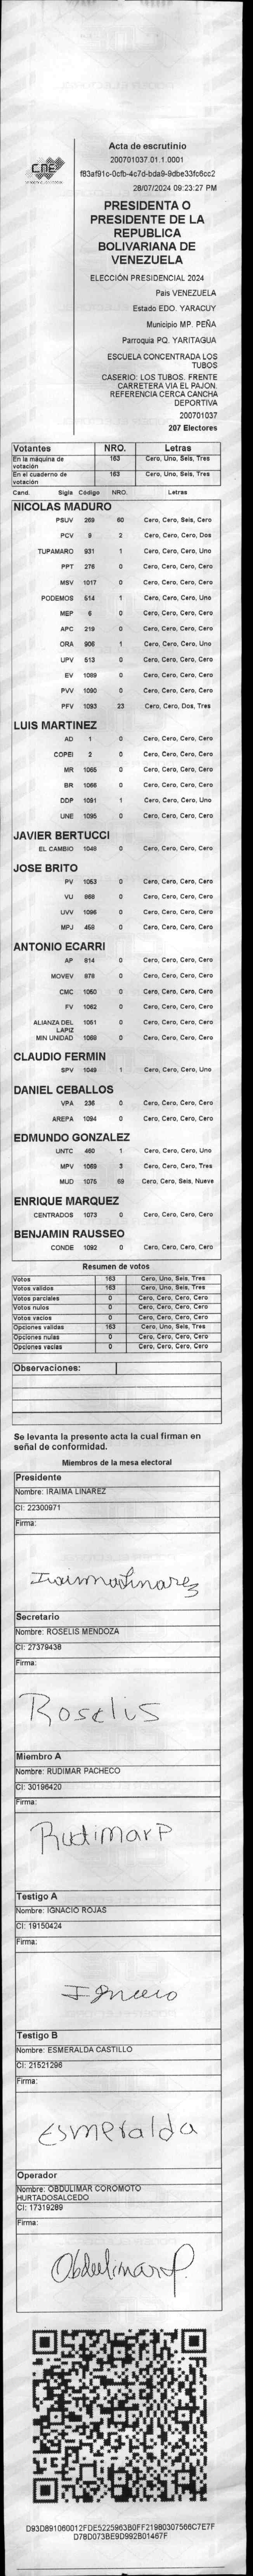 CNE
Acta de escrutinio
200701037.01.1.0001
f83af91c-0cfb-4c7d-bda9-9dbe33fc6cc2
28/07/2024 09:23:27 PM
PRESIDENTA O
PRESIDENTE DE LA
REPUBLICA
BOLIVARIANA DE
VENEZUELA
ELECCIÓN PRESIDENCIAL 2024
País VENEZUELA
Estado EDO. YARACUY
Municipio MP. PEÑA
Parroquia PQ. YARITAGUA
ESCUELA CONCENTRADA LOS
TUBOS
CASERIO: LOS TUBOS. FRENTE
CARRETERA VIA EL PAJON.
REFERENCIA CERCA CANCHA
DEPORTIVA
200701037
207 Electores
Votantes NRO. Letras
En la máquina de votación 163 Cero, Uno, Seis, Tres
En el cuaderno de votación 163 Cero, Uno, Seis, Tres
Cand. Sigla Código NRO. Letras
NICOLAS MADURO
PSUV 269 60 Cero, Cero, Seis, Cero
PCV 9 2 Cero, Cero, Cero, Dos
TUPAMARO 931 1 Cero, Cero, Cero, Uno
PPT 276 0 Cero, Cero, Cero, Cero
MSV 1017 0 Cero, Cero, Cero, Cero
PODEMOS 514 1 Cero, Cero, Cero, Uno
MEP 6 0 Cero, Cero, Cero, Cero
APC 219 0 Cero, Cero, Cero, Cero
ORA 906 1 Cero, Cero, Cero, Uno
UPV 513 0 Cero, Cero, Cero, Cero
EV 1089 0 Cero, Cero, Cero, Cero
PVV 1090 0 Cero, Cero, Cero, Cero
PFV 1093 23 Cero, Cero, Dos, Tres
LUIS MARTINEZ
AD 1 0 Cero, Cero, Cero, Cero
COPEI 2 0 Cero, Cero, Cero, Cero
MR 1065 0 Cero, Cero, Cero, Cero
BR 1066 0 Cero, Cero, Cero, Cero
DDP 1091 1 Cero, Cero, Cero, Uno
UNE 1095 0 Cero, Cero, Cero, Cero
JAVIER BERTUCCI
EL CAMBIO 1048 0 Cero, Cero, Cero, Cero
JOSE BRITO
PV 1053 0 Cero, Cero, Cero, Cero
VU 868 0 Cero, Cero, Cero, Cero
UVV 1096 0 Cero, Cero, Cero, Cero
MPJ 458 0 Cero, Cero, Cero, Cero
ANTONIO ECARRI
AP 814 0 Cero, Cero, Cero, Cero
MOVEV 878 0 Cero, Cero, Cero, Cero
CMC 1050 0 Cero, Cero, Cero, Cero
FV 1062 0 Cero, Cero, Cero, Cero
ALIANZA DEL LAPIZ 1051 0 Cero, Cero, Cero, Cero
MIN UNIDAD 1068 0 Cero, Cero, Cero, Cero
CLAUDIO FERMIN
SPV 1049 1 Cero, Cero, Cero, Uno
DANIEL CEBALLOS
VPA 236 0 Cero, Cero, Cero, Cero
AREPA 1094 0 Cero, Cero, Cero, Cero
EDMUNDO GONZALEZ
UNTC 460 1 Cero, Cero, Cero, Uno
MPV 1069 3 Cero, Cero, Cero, Tres
MUD 1075 69 Cero, Cero, Seis, Nueve
ENRIQUE MARQUEZ
CENTRADOS 1073 0 Cero, Cero, Cero, Cero
BENJAMIN RAUSSEO
CONDE 1092 0 Cero, Cero, Cero, Cero
Resumen de votos
Votos 163 Cero, Uno, Seis, Tres
Votos validos 163 Cero, Uno, Seis, Tres
Votos parciales 0 Cero, Cero, Cero, Cero
Votos nulos 0 Cero, Cero, Cero, Cero
Votos vacios 0 Cero, Cero, Cero, Cero
Opciones validas 163 Cero, Uno, Seis, Tres
Opciones nulas 0 Cero, Cero, Cero, Cero
Opciones vacias 0 Cero, Cero, Cero, Cero
Observaciones:
Se levanta la presente acta la cual firman en
señal de conformidad.
Miembros de la mesa electoral
Presidente
Nombre: IRAIMA LINAREZ
CI: 22300971
Firma:
Secretario
Nombre: ROSELIS MENDOZA
CI: 27379438
Firma:
Roselis
Miembro A
Nombre: RUDIMAR PACHECO
CI: 30196420
Firma:
Rudimar P
Testigo A
Nombre: IGNACIO ROJAS
CI: 19150424
Firma:
Testigo B
Nombre: ESMERALDA CASTILLO
CI: 21521296
Firma:
Esmeralda
Operador
Nombre: OBDULIMAR COROMOTO
HURTADOSALCEDO
CI: 17319289
Firma:
D93D891060012FDE5225963B0FF21980307566C7E7F
D78D073BE9D992B01467F